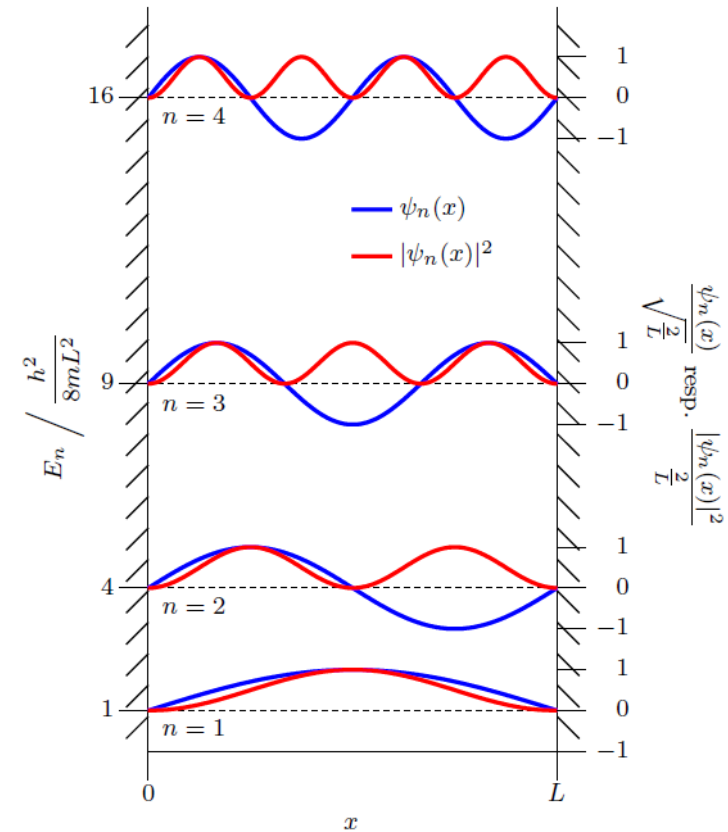 16
n = 4
1
0
−1
ψₙ(x)
|ψₙ(x)|²
9
n = 3
1
0
−1
4
n = 2
1
0
−1
1
n = 1
1
0
−1
0
L
x
Eₙ / h²/8mL²
ψₙ(x)/√(2/L) resp. |ψₙ(x)|²/(2/L)